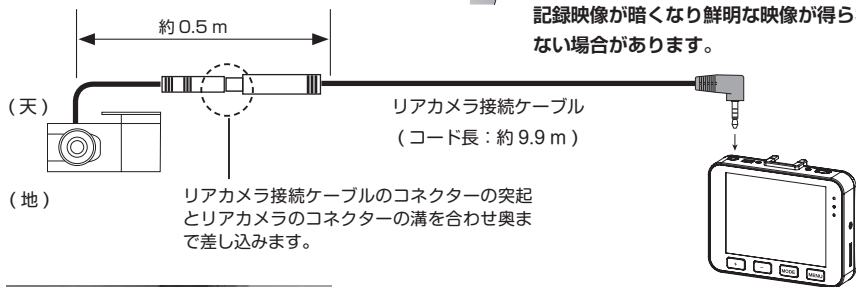 記録映像が暗くなり鮮明な映像が得ら
ない場合があります。
約 0.5 m
(天)
リアカメラ接続ケーブル
(コード長：約 9.9 m)
(地)
リアカメラ接続ケーブルのコネクターの突起
とリアカメラのコネクターの溝を合わせ奥ま
で差し込みます。
+
−
MODE
MENU